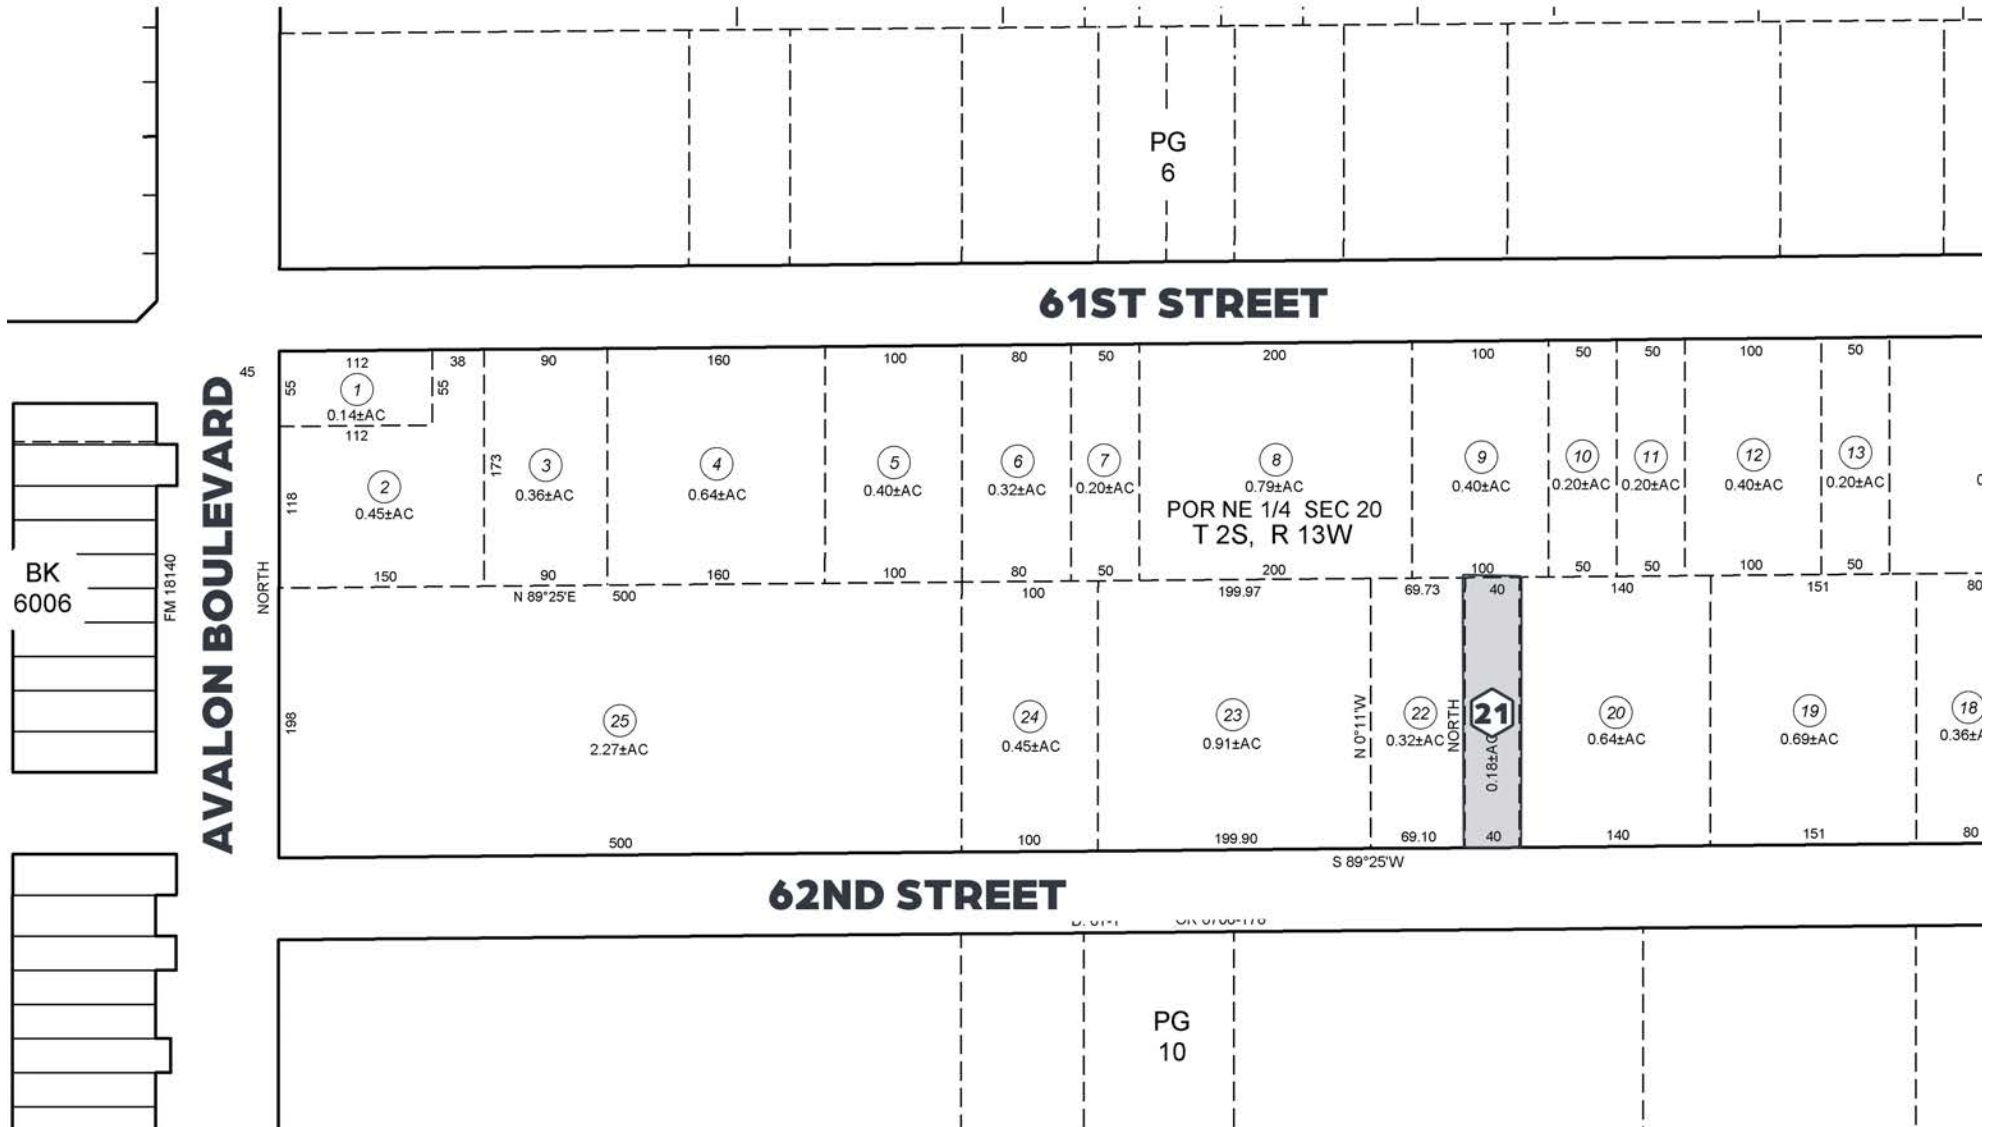 PG
6
61ST STREET
45
112
38
90
160
100
80
50
200
100
50
50
100
50
55
1
55
0.14±AC
112
118
2
0.45±AC
173
3
0.36±AC
4
0.64±AC
5
0.40±AC
6
0.32±AC
7
0.20±AC
8
0.79±AC
POR NE 1/4 SEC 20
T 2S, R 13W
9
0.40±AC
10
0.20±AC
11
0.20±AC
12
0.40±AC
13
0.20±AC
150
90
160
100
80
50
200
100
50
50
100
50
AVALON BOULEVARD
BK
6006
FM 18140
NORTH
N 89°25'E
500
100
199.97
69.73
40
140
151
80
198
25
2.27±AC
24
0.45±AC
23
0.91±AC
N 0°11'W
22
0.32±AC
NORTH
21
0.18±AC
20
0.64±AC
19
0.69±AC
18
500
100
199.90
69.10
40
140
151
80
S 89°25'W
62ND STREET
PG
10